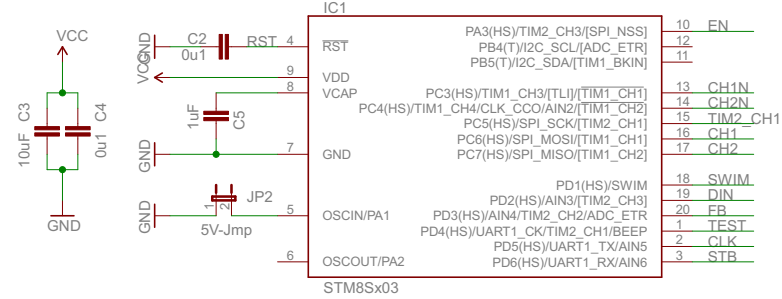 IC1
VCC
GND
C2
0u1
RST
4
RST
PA3(HS)/TIM2_CH3/[SPI_NSS]
10
EN
PB4(T)/I2C_SCL/[ADC_ETR]
12
PB5(T)/I2C_SDA/[TIM1_BKIN]
11
VCC
9
VDD
8
VCAP
PC3(HS)/TIM1_CH3/[TLI]/[TIM1_CH1]
13
CH1N
PC4(HS)/TIM1_CH4/CLK_CCO/AIN2/[TIM1_CH2]
14
CH2N
10uF
C3
0u1
C4
1uF
C5
PC5(HS)/SPI_SCK/[TIM2_CH1]
15
TIM2_CH1
PC6(HS)/SPI_MOSI/[TIM1_CH1]
16
CH1
GND
7
GND
PC7(HS)/SPI_MISO/[TIM1_CH2]
17
CH2
PD1(HS)/SWIM
18
SWIM
JP2
1
2
PD2(HS)/AIN3/[TIM2_CH3]
19
DIN
GND
GND
5
OSCIN/PA1
PD3(HS)/AIN4/TIM2_CH2/ADC_ETR
20
FB
5V-Jmp
PD4(HS)/UART1_CK/TIM2_CH1/BEEP
1
TEST
PD5(HS)/UART1_TX/AIN5
2
CLK
6
OSCOUT/PA2
PD6(HS)/UART1_RX/AIN6
3
STB
STM8Sx03